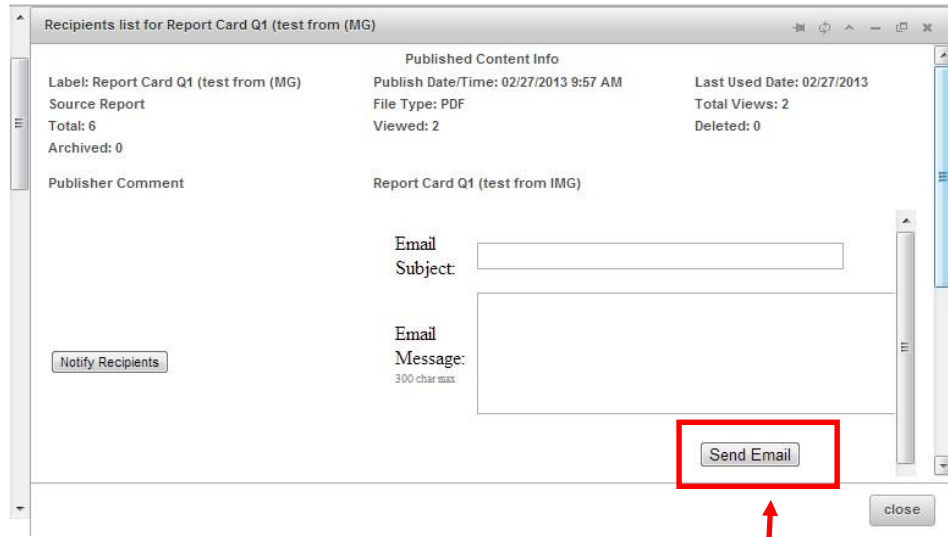 Recipients list for Report Card Q1 (test from (MG)
Published Content Info
Label: Report Card Q1 (test from (MG)
Publish Date/Time: 02/27/2013 9:57 AM
Last Used Date: 02/27/2013
Source Report
File Type: PDF
Total Views: 2
Total: 6
Viewed: 2
Deleted: 0
Archived: 0
Publisher Comment
Report Card Q1 (test from IMG)
Email
Subject:
Email
Message:
300 char max
Notify Recipients
Send Email
close